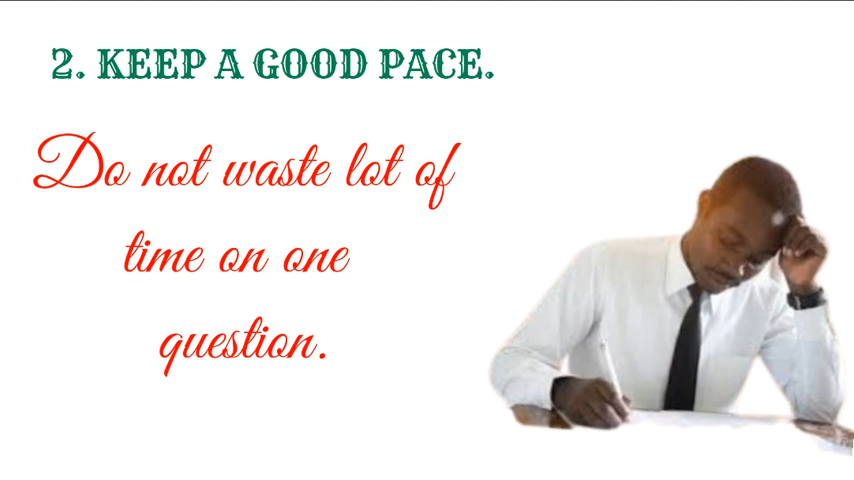 2. KEEP A GOOD PACE.
Do not waste lot of
time on one
question.